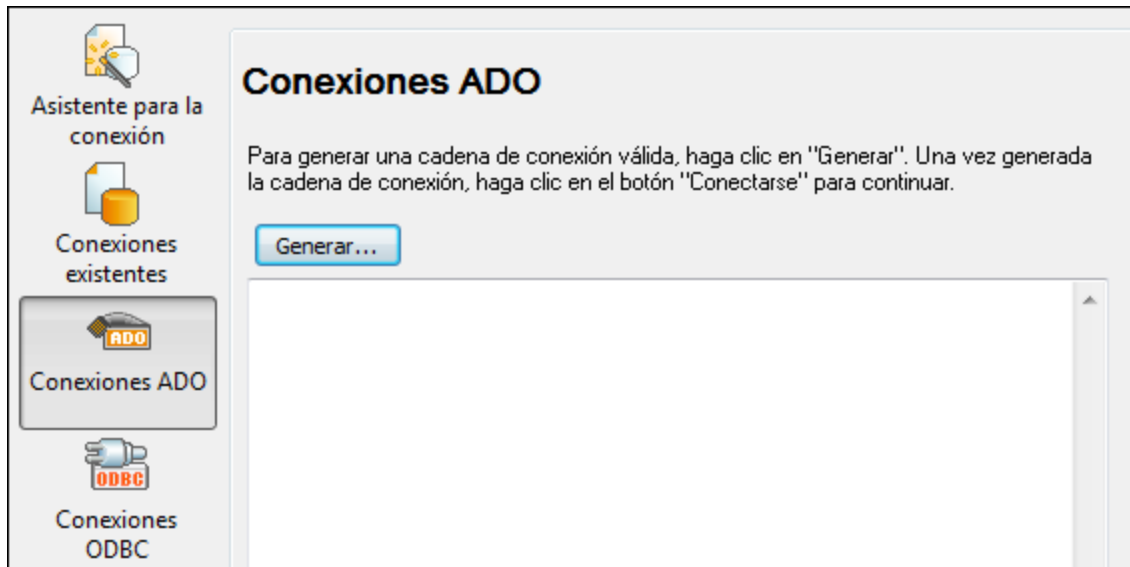 Asistente para la
conexión
Conexiones
existentes
ADO
Conexiones ADO
ODBC
Conexiones
ODBC
Conexiones ADO
Para generar una cadena de conexión válida, haga clic en "Generar". Una vez generada
la cadena de conexión, haga clic en el botón "Conectarse" para continuar.
Generar...